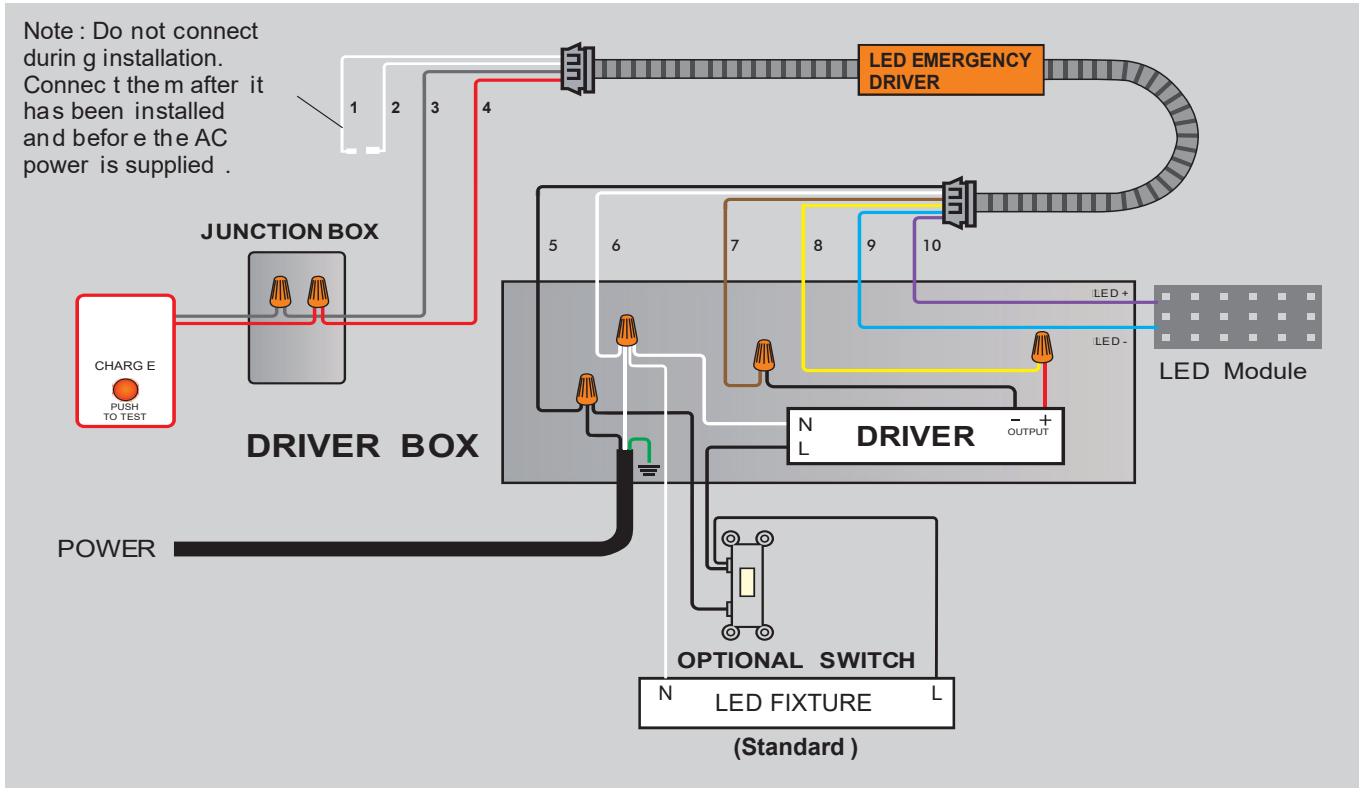 Note : Do not connect
durin g installation.
Connec t the m after it
has been installed
an d befor e th e AC
power is supplied .
LED EMERGENCY
DRIVER
1 2 3 4
JUNCTION BOX
5 6 7 8 9 10
CHARG E
PUSH
TO TEST
LED +
LED -
LED Module
DRIVER BOX
N
L
DRIVER
- +
OUTPUT
POWER
OPTIONAL SWITCH
N LED FIXTURE L
(Standard )